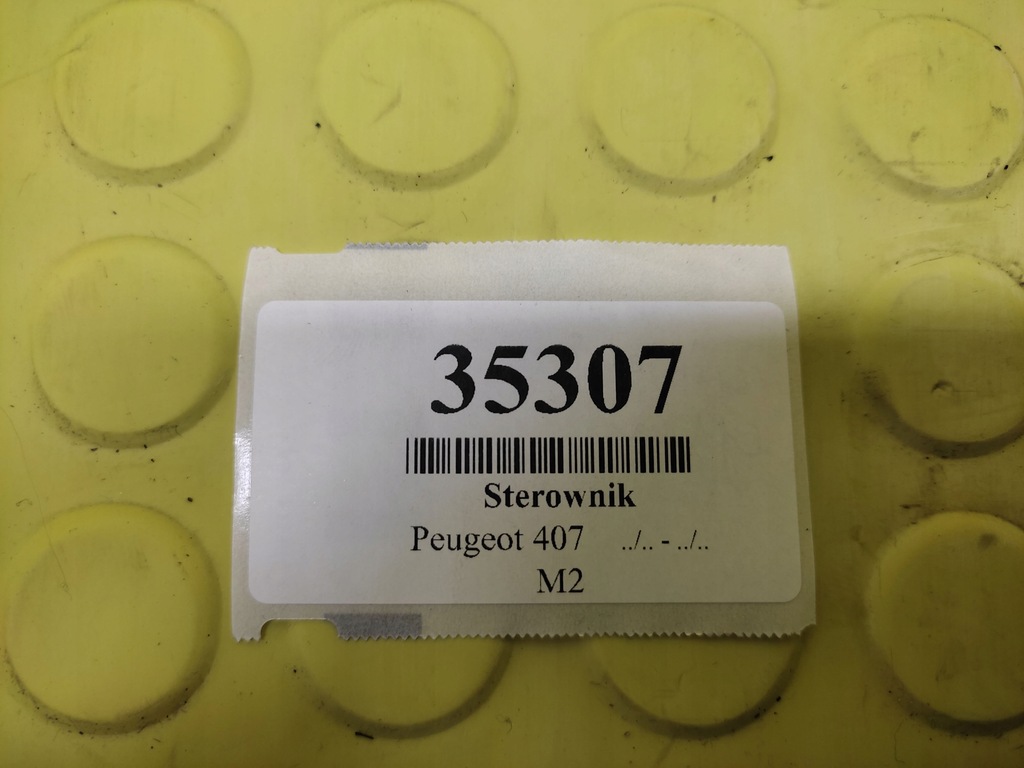 35307
Sterownik
Peugeot 407 ../.. - ../..
M2